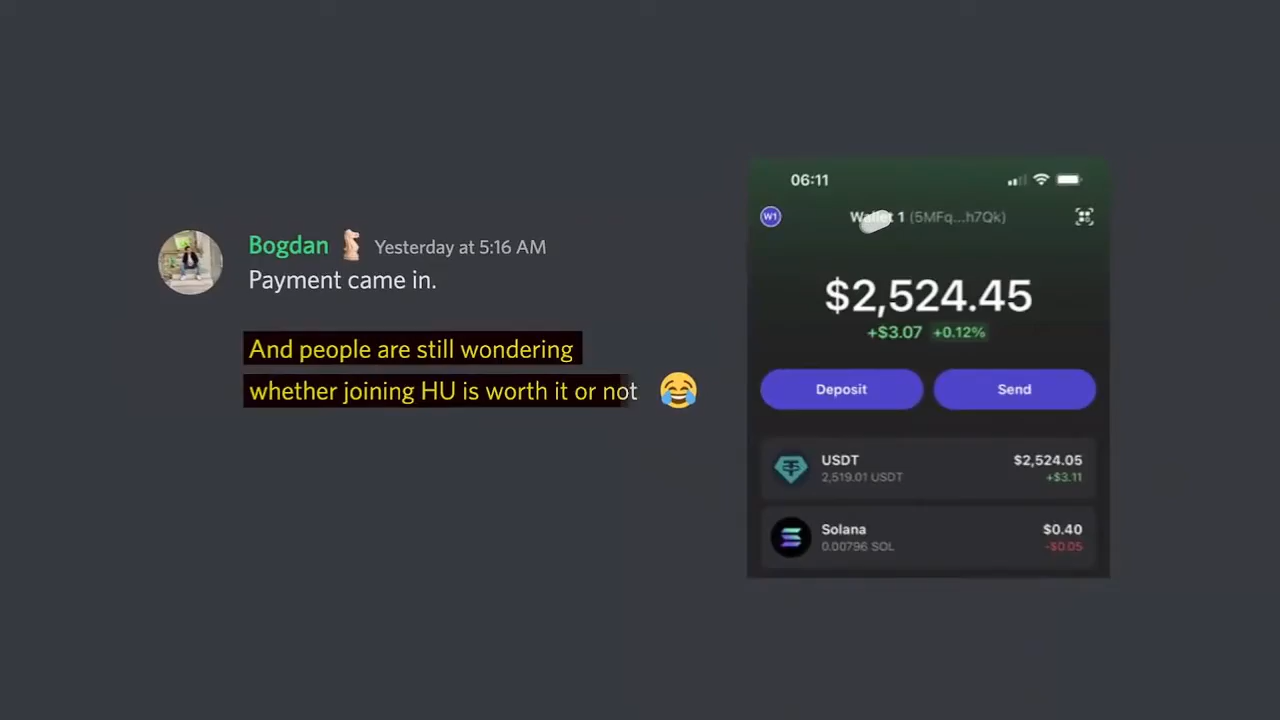 Bogdan Yesterday at 5:16 AM
Payment came in.
And people are still wondering
whether joining HU is worth it or not 😂
06:11
W1 Wallet 1 (5MFq...h7Qk)
$2,524.45
+$3.07 +0.12%
Deposit Send
USDT $2,524.05
2,519.01 USDT +$3.11
Solana $0.40
0.00796 SOL -$0.05